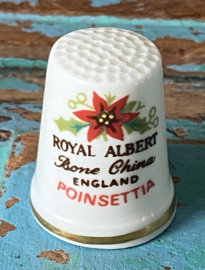 ROYAL ALBERT
Bone China
ENGLAND
POINSETTIA